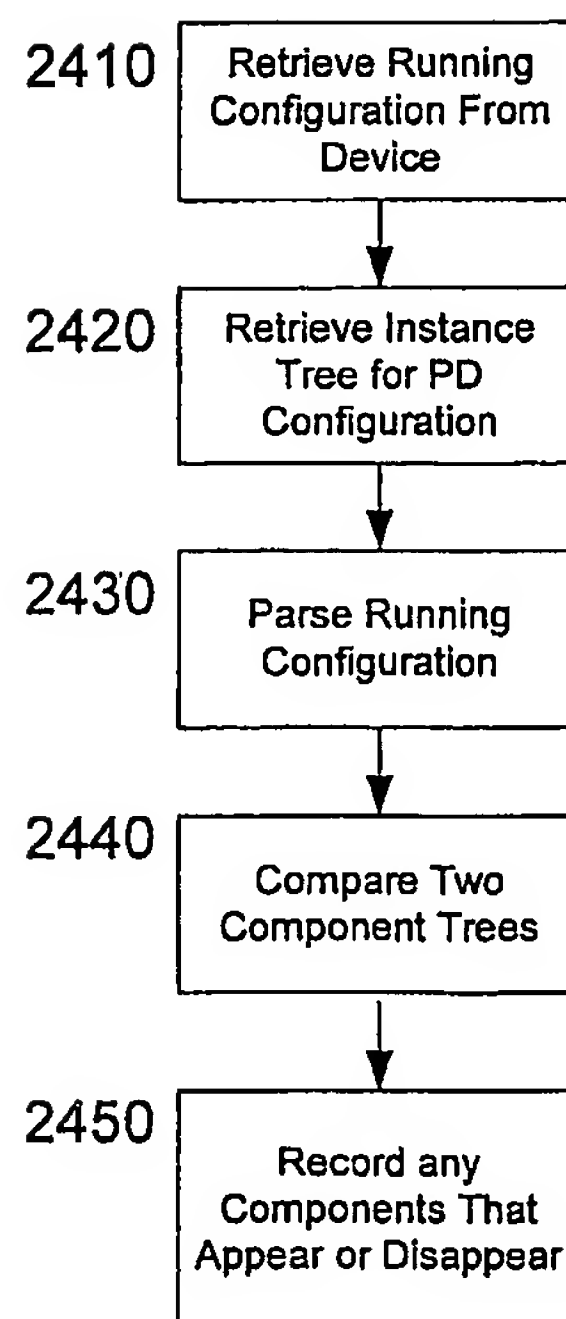 2410
Retrieve Running
Configuration From
Device
2420
Retrieve Instance
Tree for PD
Configuration
2430
Parse Running
Configuration
2440
Compare Two
Component Trees
2450
Record any
Components That
Appear or Disappear